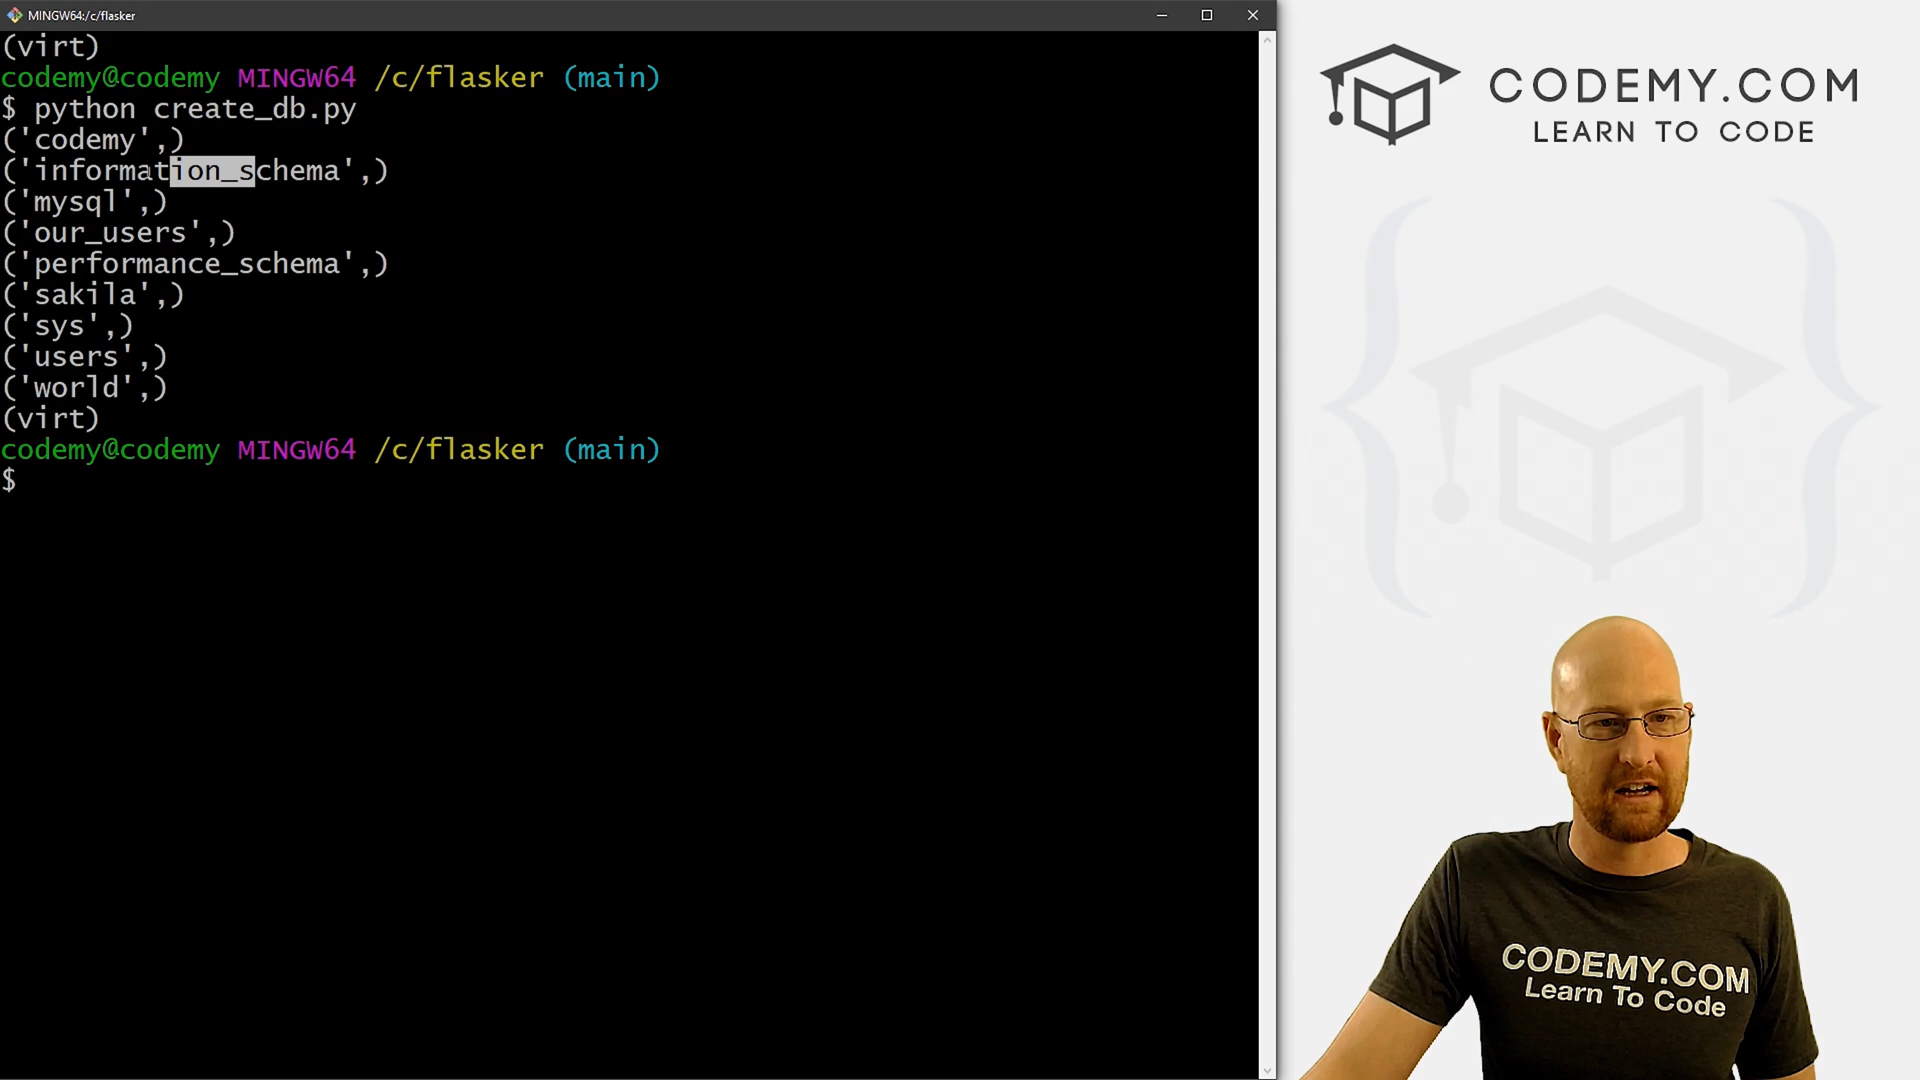 MINGW64:/c/flasker
(virt)
codemy@codemy MINGW64 /c/flasker (main)
$ python create_db.py
('codemy',)
('information_schema',)
('mysql',)
('our_users',)
('performance_schema',)
('sakila',)
('sys',)
('users',)
('world',)
(virt)
codemy@codemy MINGW64 /c/flasker (main)
$
CODEMY.COM
LEARN TO CODE
CODEMY.COM
Learn To Code